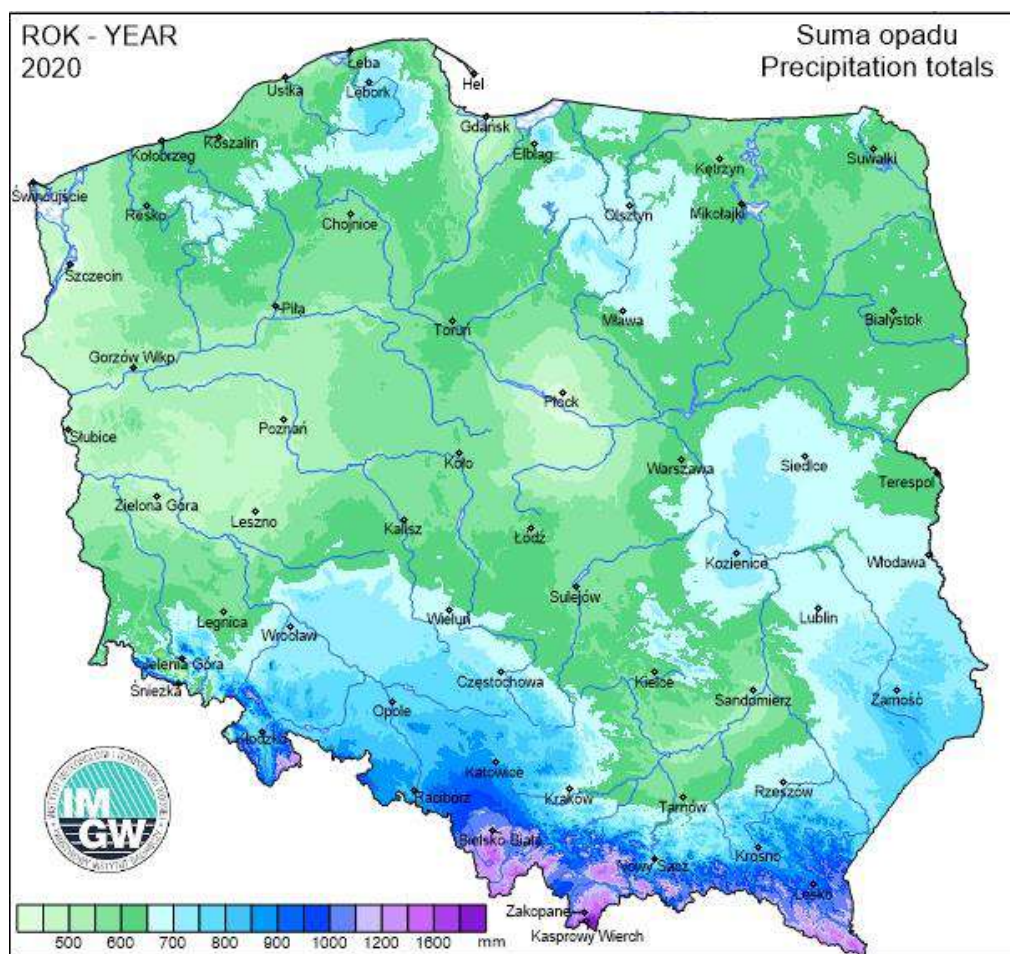 ROK - YEAR
2020
Suma opadu
Precipitation totals
Łeba
Ustka
Lębork
Hel
Gdańsk
Koszalin
Kołobrzeg
Elbląg
Kętrzyn
Suwałki
Świnoujście
Resko
Chojnice
Olsztyn
Mikołajki
Szczecin
Piła
Toruń
Mława
Białystok
Gorzów Wlkp.
Płock
Słubice
Poznań
Koło
Warszawa
Siedlce
Terespol
Zielona Góra
Leszno
Kalisz
Łódź
Kozienice
Włodawa
Sulejów
Legnica
Wrocław
Wieluń
Lublin
Jelenia Góra
Śnieżka
Częstochowa
Kielce
Sandomierz
Zamość
Opole
Kłodzko
Katowice
Racibórz
Kraków
Tarnów
Rzeszów
Bielsko Biała
Nowy Sącz
Krosno
Lesko
Zakopane
Kasprowy Wierch
IM
GW
500 600 700 800 900 1000 1200 1600 mm